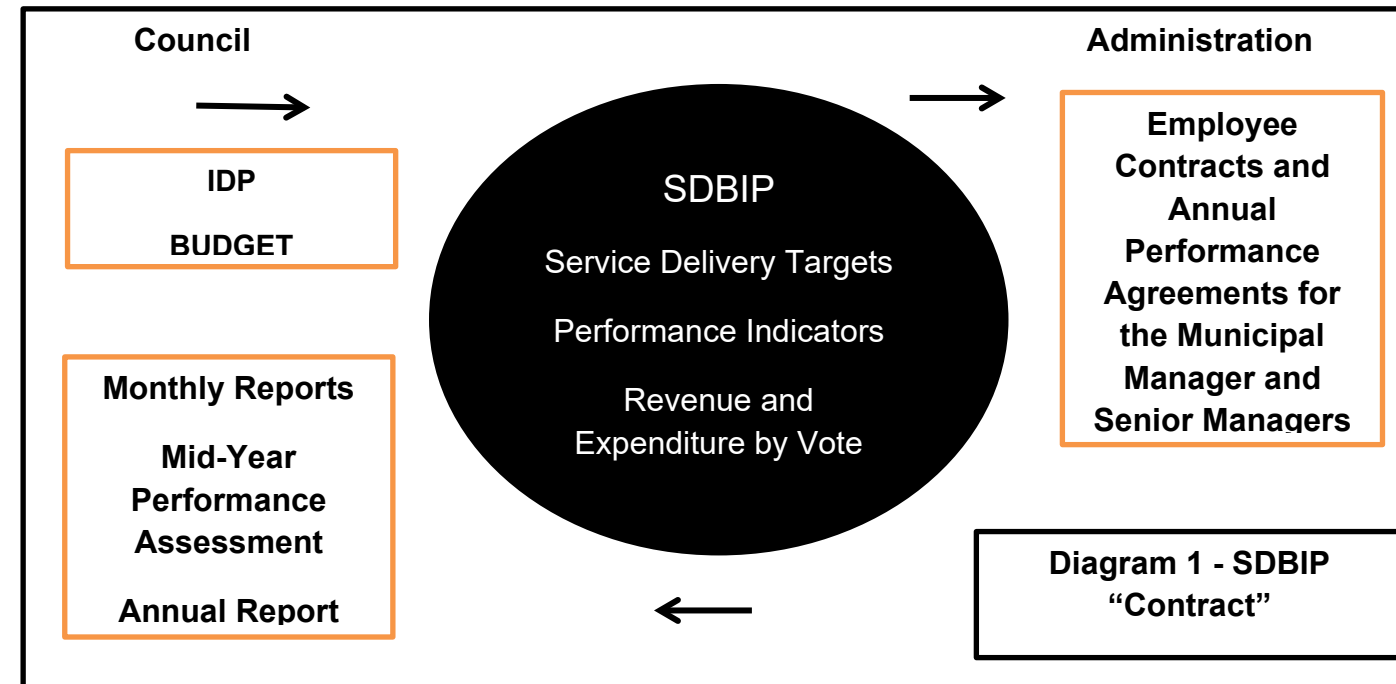 Council
Administration
IDP
BUDGET
Monthly Reports
Mid-Year
Performance
Assessment
Annual Report
SDBIP
Service Delivery Targets
Performance Indicators
Revenue and
Expenditure by Vote
Employee
Contracts and
Annual
Performance
Agreements for
the Municipal
Manager and
Senior Managers
Diagram 1 - SDBIP
“Contract”